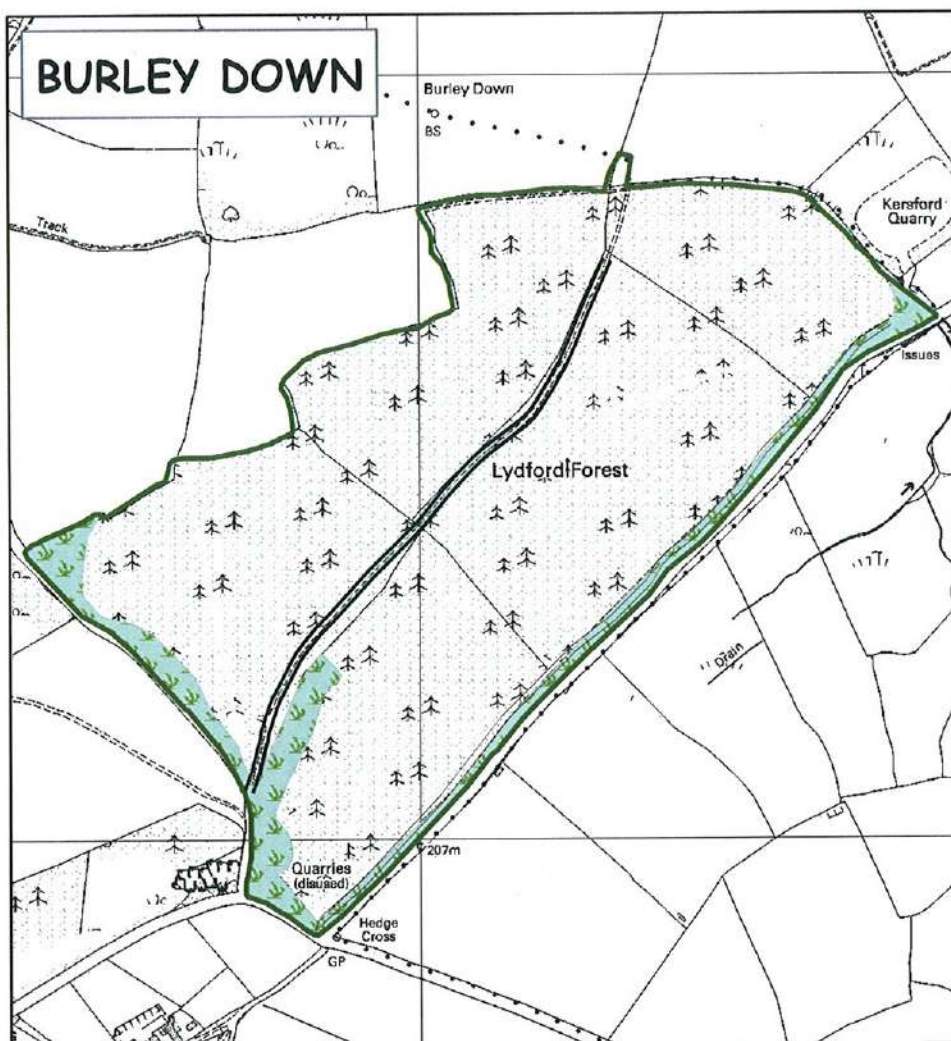 BURLEY DOWN
Burley Down
BS
Track
Kersford
Quarry
Issues
Lydford Forest
Drain
207m
Quarries
(disused)
Hedge
Cross
GP